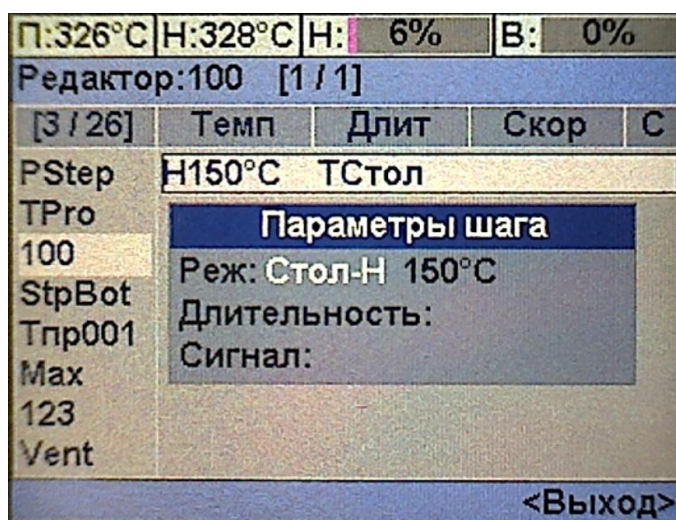 П:326°C Н:328°C Н: 6% В: 0%
Редактор:100 [1 / 1]
[3 / 26] Темп Длит Скор С
PStep Н150°C ТСтол
TPro
100
StpBot
Тпр001
Max
123
Vent
Параметры шага
Реж: Стол-Н 150°C
Длительность:
Сигнал:
<Выход>